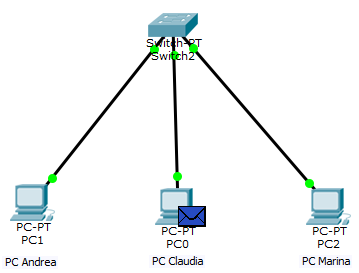 Switch-PT
Switch2
PC-PT
PC1
PC Andrea
PC-PT
PC0
PC Claudia
PC-PT
PC2
PC Marina